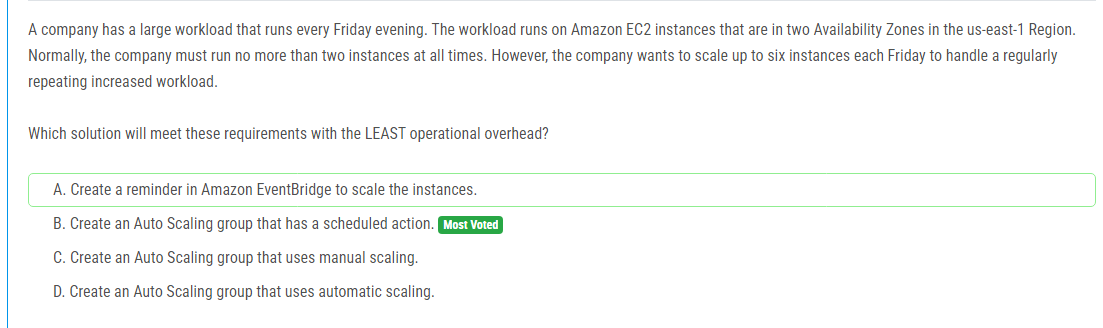 A company has a large workload that runs every Friday evening. The workload runs on Amazon EC2 instances that are in two Availability Zones in the us-east-1 Region.
Normally, the company must run no more than two instances at all times. However, the company wants to scale up to six instances each Friday to handle a regularly
repeating increased workload.
Which solution will meet these requirements with the LEAST operational overhead?
A. Create a reminder in Amazon EventBridge to scale the instances.
B. Create an Auto Scaling group that has a scheduled action. Most Voted
C. Create an Auto Scaling group that uses manual scaling.
D. Create an Auto Scaling group that uses automatic scaling.